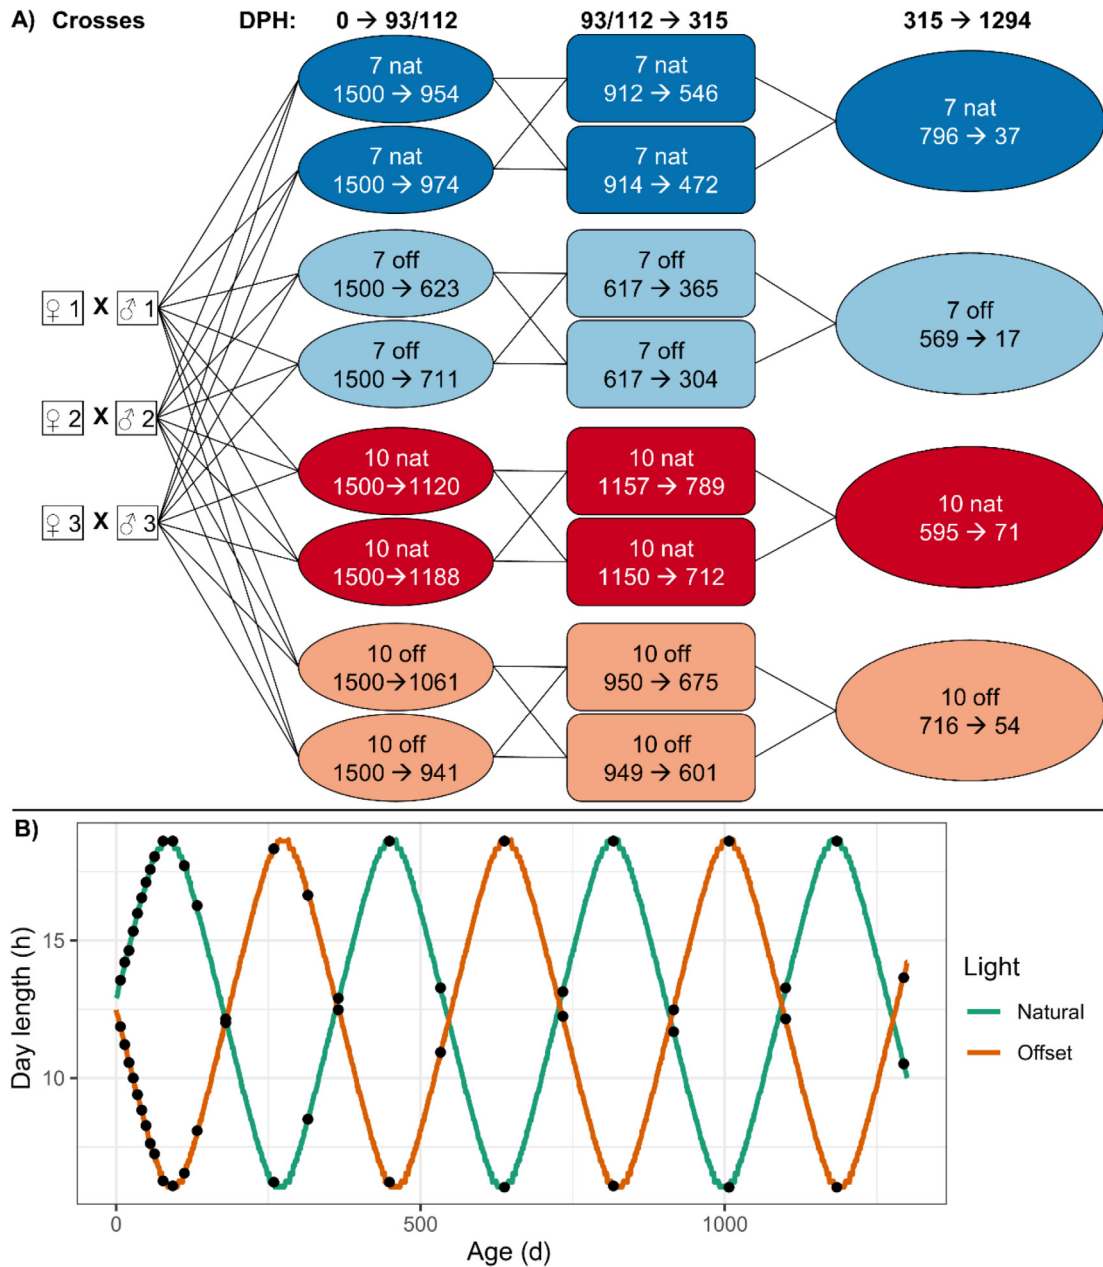 A) Crosses DPH: 0 → 93/112 93/112 → 315 315 → 1294
7 nat
1500 → 954
7 nat
912 → 546
7 nat
796 → 37
7 nat
1500 → 974
7 nat
914 → 472
7 off
1500 → 623
7 off
617 → 365
7 off
569 → 17
7 off
1500 → 711
7 off
617 → 304
♀ 1 X ♂ 1
♀ 2 X ♂ 2
♀ 3 X ♂ 3
10 nat
1500→1120
10 nat
1157 → 789
10 nat
595 → 71
10 nat
1500→1188
10 nat
1150 → 712
10 off
1500→1061
10 off
950 → 675
10 off
716 → 54
10 off
1500 → 941
10 off
949 → 601
B)
Day length (h)
15
10
0 500 1000
Age (d)
Light
Natural
Offset